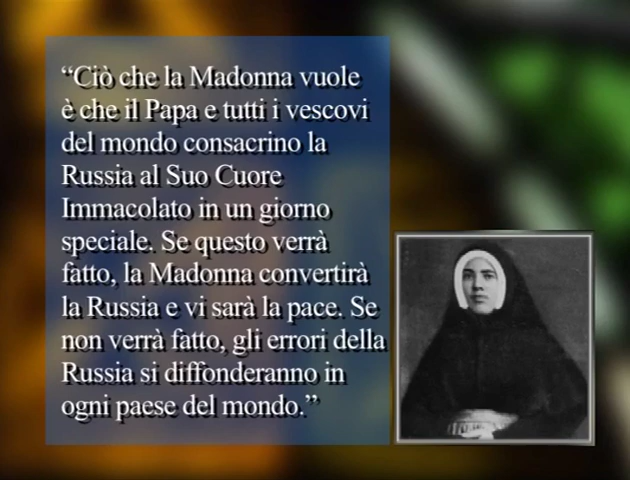 “Ciò che la Madonna vuole
è che il Papa e tutti i vescovi
del mondo consacrino la
Russia al Suo Cuore
Immacolato in un giorno
speciale. Se questo verrà
fatto, la Madonna convertirà
la Russia e vi sarà la pace. Se
non verrà fatto, gli errori della
Russia si diffonderanno in
ogni paese del mondo.”